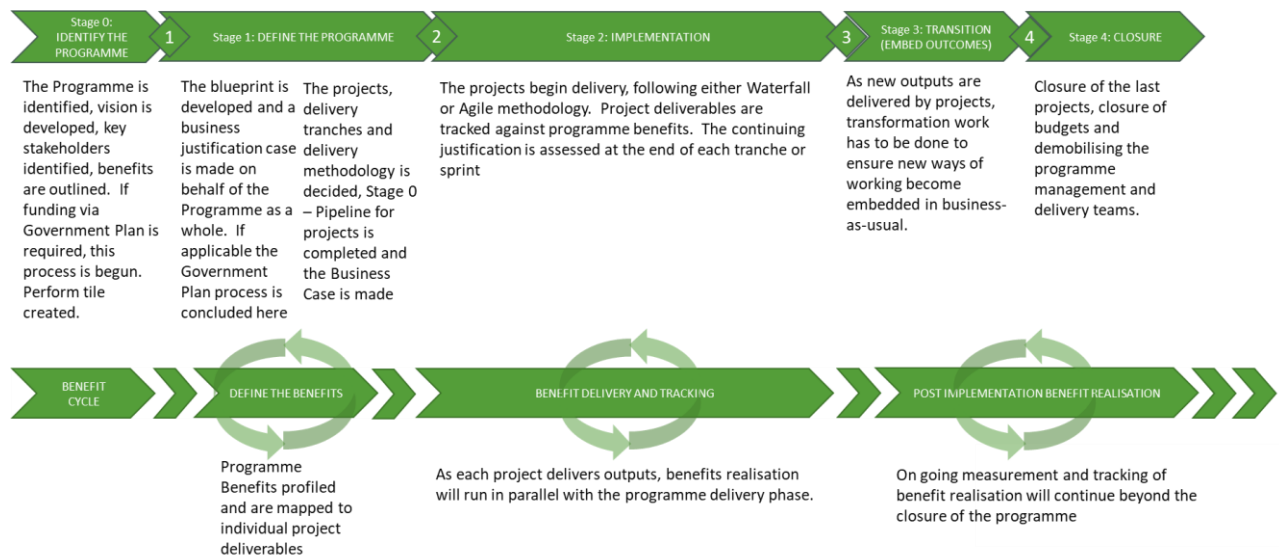 Stage 0:
IDENTIFY THE
PROGRAMME
1
Stage 1: DEFINE THE PROGRAMME
2
Stage 2: IMPLEMENTATION
3
Stage 3: TRANSITION
(EMBED OUTCOMES)
4
Stage 4: CLOSURE
The Programme is
identified, vision is
developed, key
stakeholders
identified, benefits
are outlined.  If
funding via
Government Plan is
required, this
process is begun.
Perform tile
created.
The blueprint is
developed and a
business
justification case
is made on
behalf of the
Programme as a
whole.  If
applicable the
Government
Plan process is
concluded here
The projects,
delivery
tranches and
delivery
methodology is
decided, Stage 0
– Pipeline for
projects is
completed and
the Business
Case is made
The projects begin delivery, following either Waterfall
or Agile methodology.  Project deliverables are
tracked against programme benefits.  The continuing
justification is assessed at the end of each tranche or
sprint
As new outputs are
delivered by projects,
transformation work
has to be done to
ensure new ways of
working become
embedded in business-
as-usual.
Closure of the last
projects, closure of
budgets and
demobilising the
programme
management and
delivery teams.
BENEFIT
CYCLE
DEFINE THE BENEFITS
BENEFIT DELIVERY AND TRACKING
POST IMPLEMENTATION BENEFIT REALISATION
Programme
Benefits profiled
and are mapped to
individual project
deliverables
As each project delivers outputs, benefits realisation
will run in parallel with the programme delivery phase.
On going measurement and tracking of
benefit realisation will continue beyond the
closure of the programme